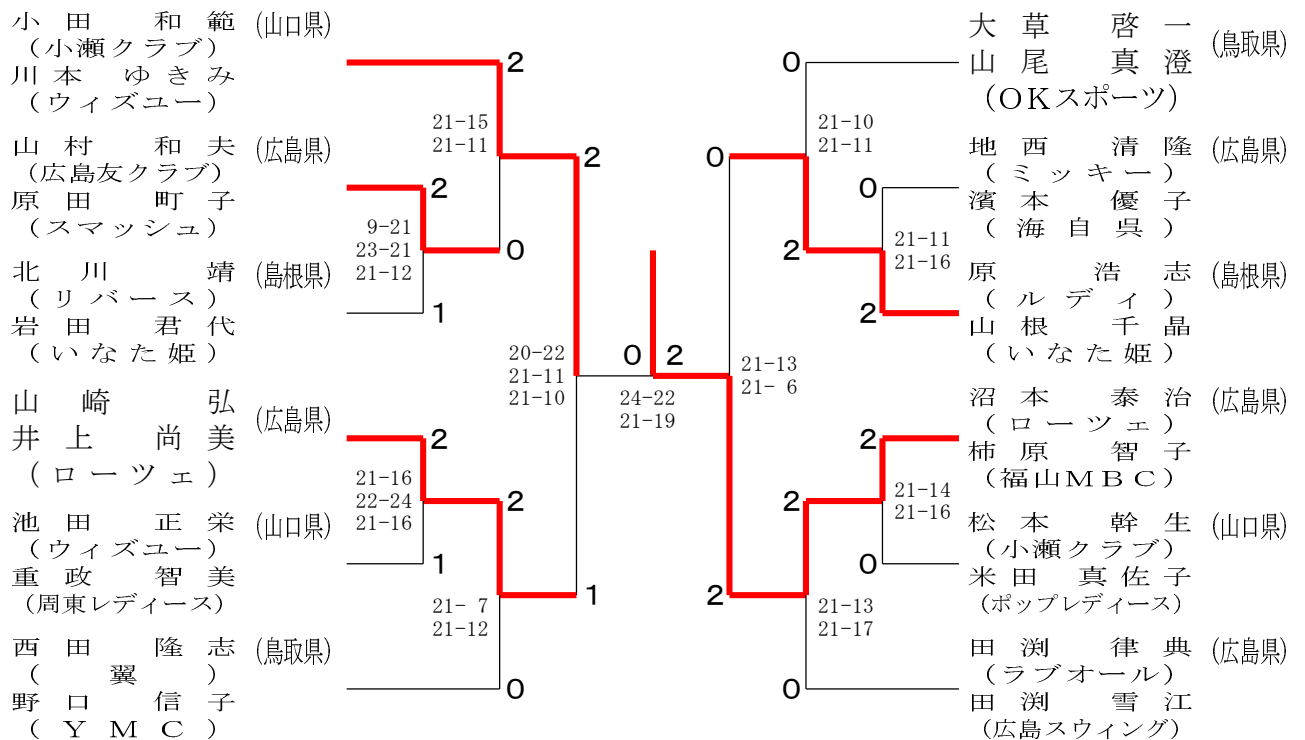 小田 和範 (山口県)
(小瀬クラブ)
川本 ゆきみ
(ウィズユー)
山村 和夫 (広島県)
(広島友クラブ)
原田 町子
(スマッシュ)
北川 靖 (島根県)
(リバース)
岩田 君代
(いなた姫)
山崎 弘
井上 尚美 (広島県)
(ローツェ)
池田 正栄 (山口県)
(ウィズユー)
重政 智美
(周東レディース)
西田 隆志 (鳥取県)
(翼)
野口 信子
(YMC)
2
21-15
21-11
2
2
9-21
23-21
21-12
0
1
20-22
21-11
21-10
2
21-16
22-24
21-16
2
1
1
21- 7
21-12
0
0 2
24-22
21-19
0
21-10
21-11
0
0
2
21-11
21-16
2
21-13
21- 6
2
2
21-14
21-16
0
2
21-13
21-17
0
大草 啓一
山尾 真澄 (鳥取県)
(OKスポーツ)
地西 清隆 (広島県)
(ミッキー)
濱本 優子
(海自呉)
原 浩志 (島根県)
(ルディ)
山根 千晶
(いなた姫)
沼本 泰治 (広島県)
(ローツェ)
柿原 智子
(福山MBC)
松本 幹生 (山口県)
(小瀬クラブ)
米田 真佐子
(ポップレディース)
田渕 律典 (広島県)
(ラブオール)
田渕 雪江
(広島スウィング)